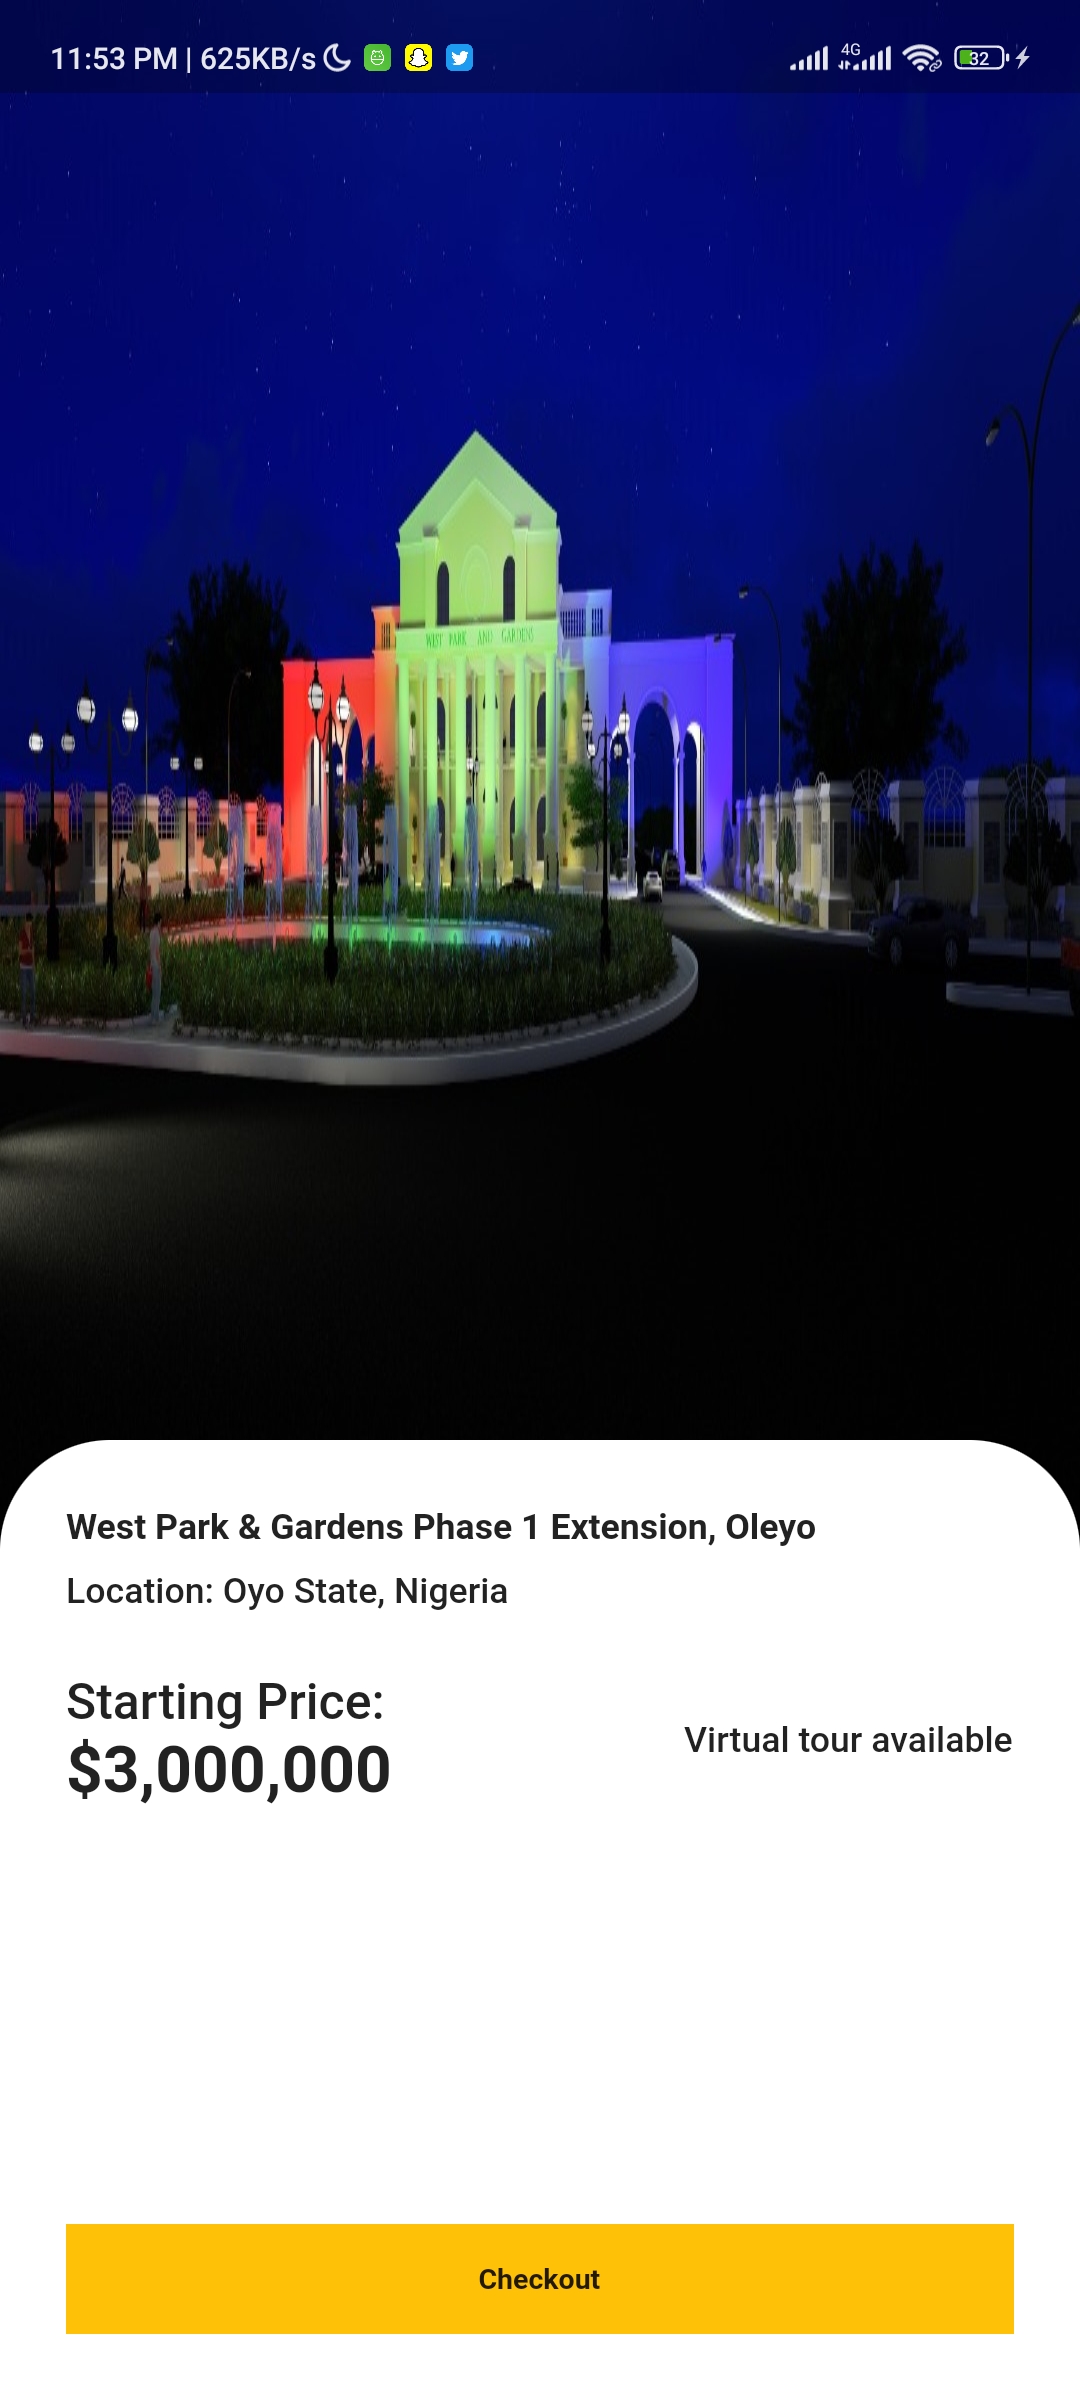 11:53 PM | 625KB/s
4G
32
WEST PARK AND GARDENS
West Park & Gardens Phase 1 Extension, Oleyo
Location: Oyo State, Nigeria
Starting Price:
$3,000,000
Virtual tour available
Checkout